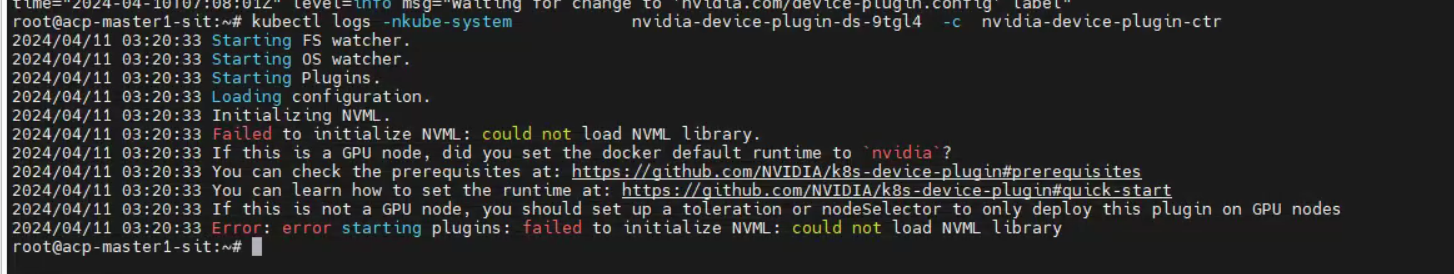 time="2024-04-10T07:08:01Z" level=info msg="Waiting for change to 'nvidia.com/device-plugin.config' label"
root@acp-master1-sit:~# kubectl logs -nkube-system            nvidia-device-plugin-ds-9tgl4  -c  nvidia-device-plugin-ctr
2024/04/11 03:20:33 Starting FS watcher.
2024/04/11 03:20:33 Starting OS watcher.
2024/04/11 03:20:33 Starting Plugins.
2024/04/11 03:20:33 Loading configuration.
2024/04/11 03:20:33 Initializing NVML.
2024/04/11 03:20:33 Failed to initialize NVML: could not load NVML library.
2024/04/11 03:20:33 If this is a GPU node, did you set the docker default runtime to `nvidia`?
2024/04/11 03:20:33 You can check the prerequisites at: https://github.com/NVIDIA/k8s-device-plugin#prerequisites
2024/04/11 03:20:33 You can learn how to set the runtime at: https://github.com/NVIDIA/k8s-device-plugin#quick-start
2024/04/11 03:20:33 If this is not a GPU node, you should set up a toleration or nodeSelector to only deploy this plugin on GPU nodes
2024/04/11 03:20:33 Error: error starting plugins: failed to initialize NVML: could not load NVML library
root@acp-master1-sit:~#